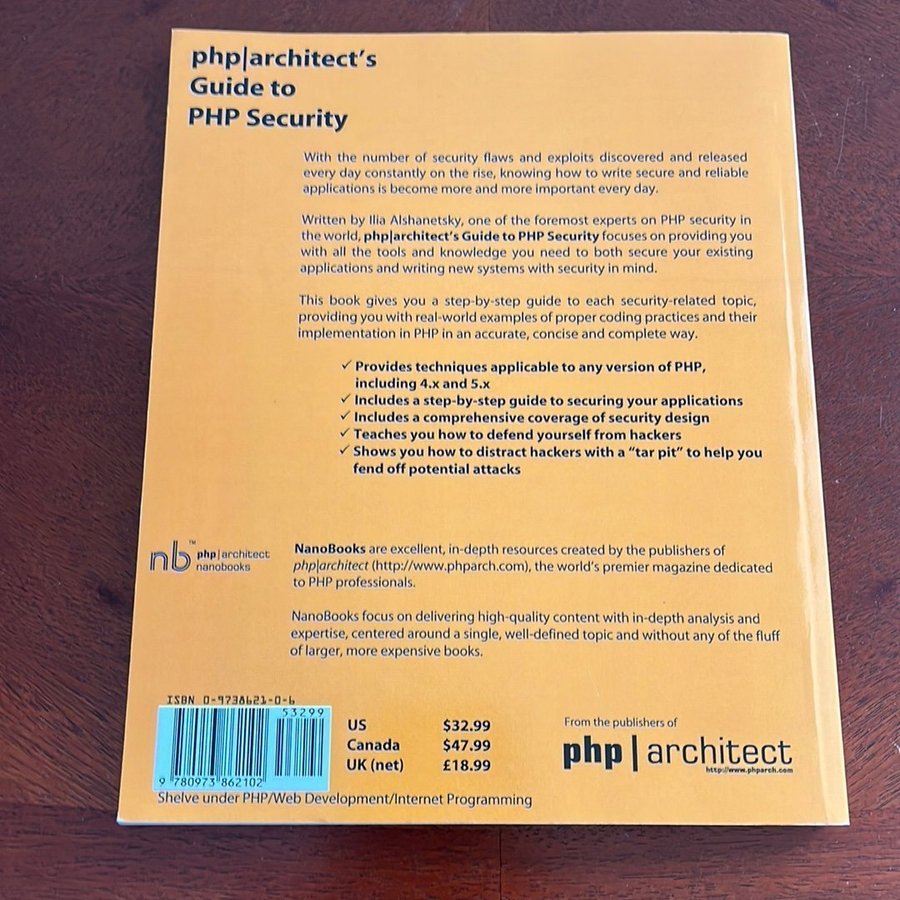 php|architect's
Guide to
PHP Security
With the number of security flaws and exploits discovered and released
every day constantly on the rise, knowing how to write secure and reliable
applications is become more and more important every day.
Written by Ilia Alshanetsky, one of the foremost experts on PHP security in
the world, php|architect's Guide to PHP Security focuses on providing you
with all the tools and knowledge you need to both secure your existing
applications and writing new systems with security in mind.
This book gives you a step-by-step guide to each security-related topic,
providing you with real-world examples of proper coding practices and their
implementation in PHP in an accurate, concise and complete way.
✓ Provides techniques applicable to any version of PHP,
including 4.x and 5.x
✓ Includes a step-by-step guide to securing your applications
✓ Includes a comprehensive coverage of security design
✓ Teaches you how to defend yourself from hackers
✓ Shows you how to distract hackers with a "tar pit" to help you
fend off potential attacks
nb™ php|architect
nanobooks
NanoBooks are excellent, in-depth resources created by the publishers of
php|architect (http://www.phparch.com), the world's premier magazine dedicated
to PHP professionals.
NanoBooks focus on delivering high-quality content with in-depth analysis and
expertise, centered around a single, well-defined topic and without any of the fluff
of larger, more expensive books.
ISBN 0-9738621-0-6
53299
9 780973 862102
US $32.99
Canada $47.99
UK (net) £18.99
From the publishers of
php|architect
http://www.phparch.com
Shelve under PHP/Web Development/Internet Programming